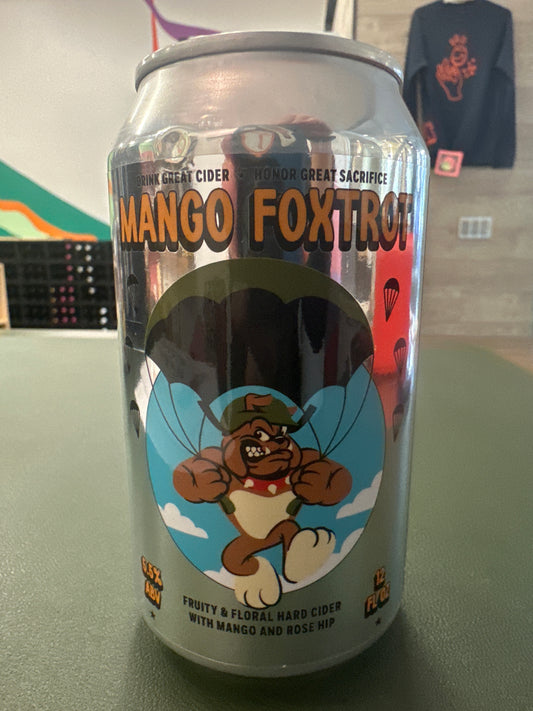 DRINK GREAT CIDER • HONOR GREAT SACRIFICE
MANGO FOXTROT
6.5%
ABV
12
FL/OZ
FRUITY & FLORAL HARD CIDER
WITH MANGO AND ROSE HIP